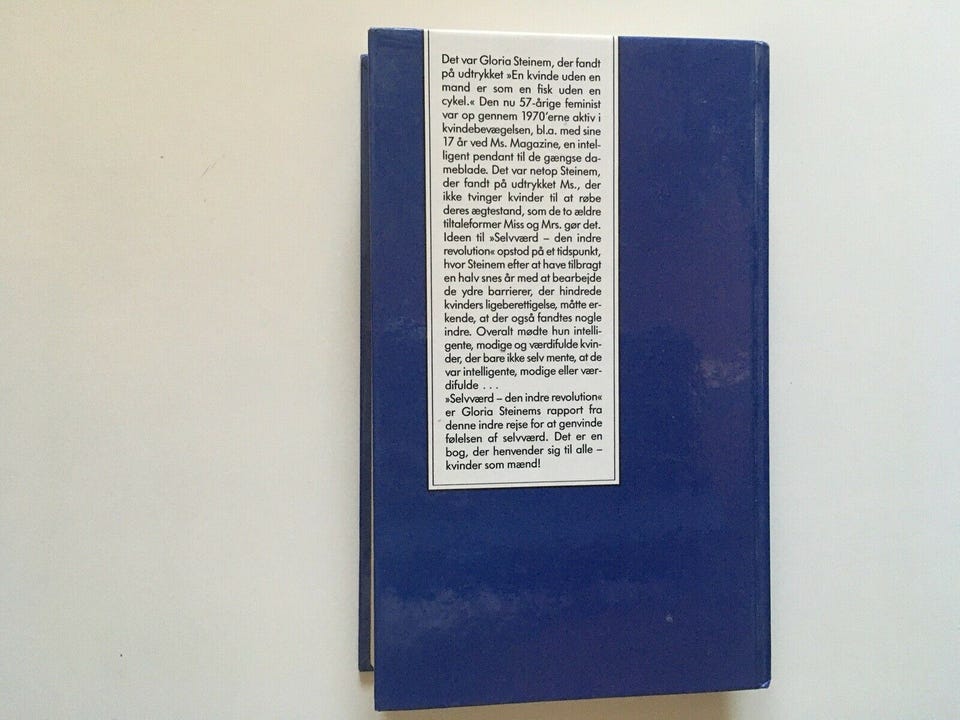 Det var Gloria Steinem, der fandt
på udtrykket »En kvinde uden en
mand er som en fisk uden en
cykel.« Den nu 57-årige feminist
var op gennem 1970'erne aktiv i
kvindebevægelsen, bl.a. med sine
17 år ved Ms. Magazine, en intel-
ligent pendant til de gængse da-
meblade. Det var netop Steinem,
der fandt på udtrykket Ms., der
ikke tvinger kvinder til at røbe
deres ægtestand, som de to ældre
tiltaleformer Miss og Mrs. gør det.
Ideen til »Selvværd – den indre
revolution« opstod på et tidspunkt,
hvor Steinem efter at have tilbragt
en halv snes år med at bearbejde
de ydre barrierer, der hindrede
kvinders ligeberettigelse, måtte er-
kende, at der også fandtes nogle
indre. Overalt mødte hun intelli-
gente, modige og værdifulde kvin-
der, der bare ikke selv mente, at de
var intelligente, modige eller vær-
difulde . . .
»Selvværd – den indre revolution«
er Gloria Steinems rapport fra
denne indre rejse for at genvinde
følelsen af selvværd. Det er en
bog, der henvender sig til alle –
kvinder som mænd!